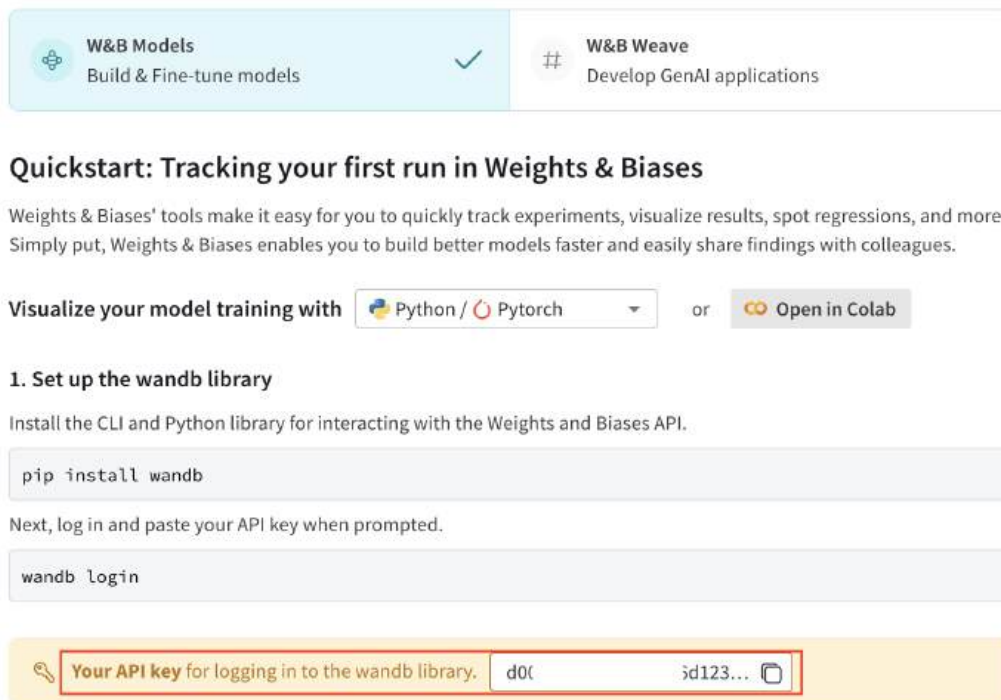 W&B Models
Build & Fine-tune models
W&B Weave
Develop GenAI applications
Quickstart: Tracking your first run in Weights & Biases
Weights & Biases' tools make it easy for you to quickly track experiments, visualize results, spot regressions, and more
Simply put, Weights & Biases enables you to build better models faster and easily share findings with colleagues.
Visualize your model training with Python / Pytorch or Open in Colab
1. Set up the wandb library
Install the CLI and Python library for interacting with the Weights and Biases API.
pip install wandb
Next, log in and paste your API key when prompted.
wandb login
Your API key for logging in to the wandb library. d0 d123...